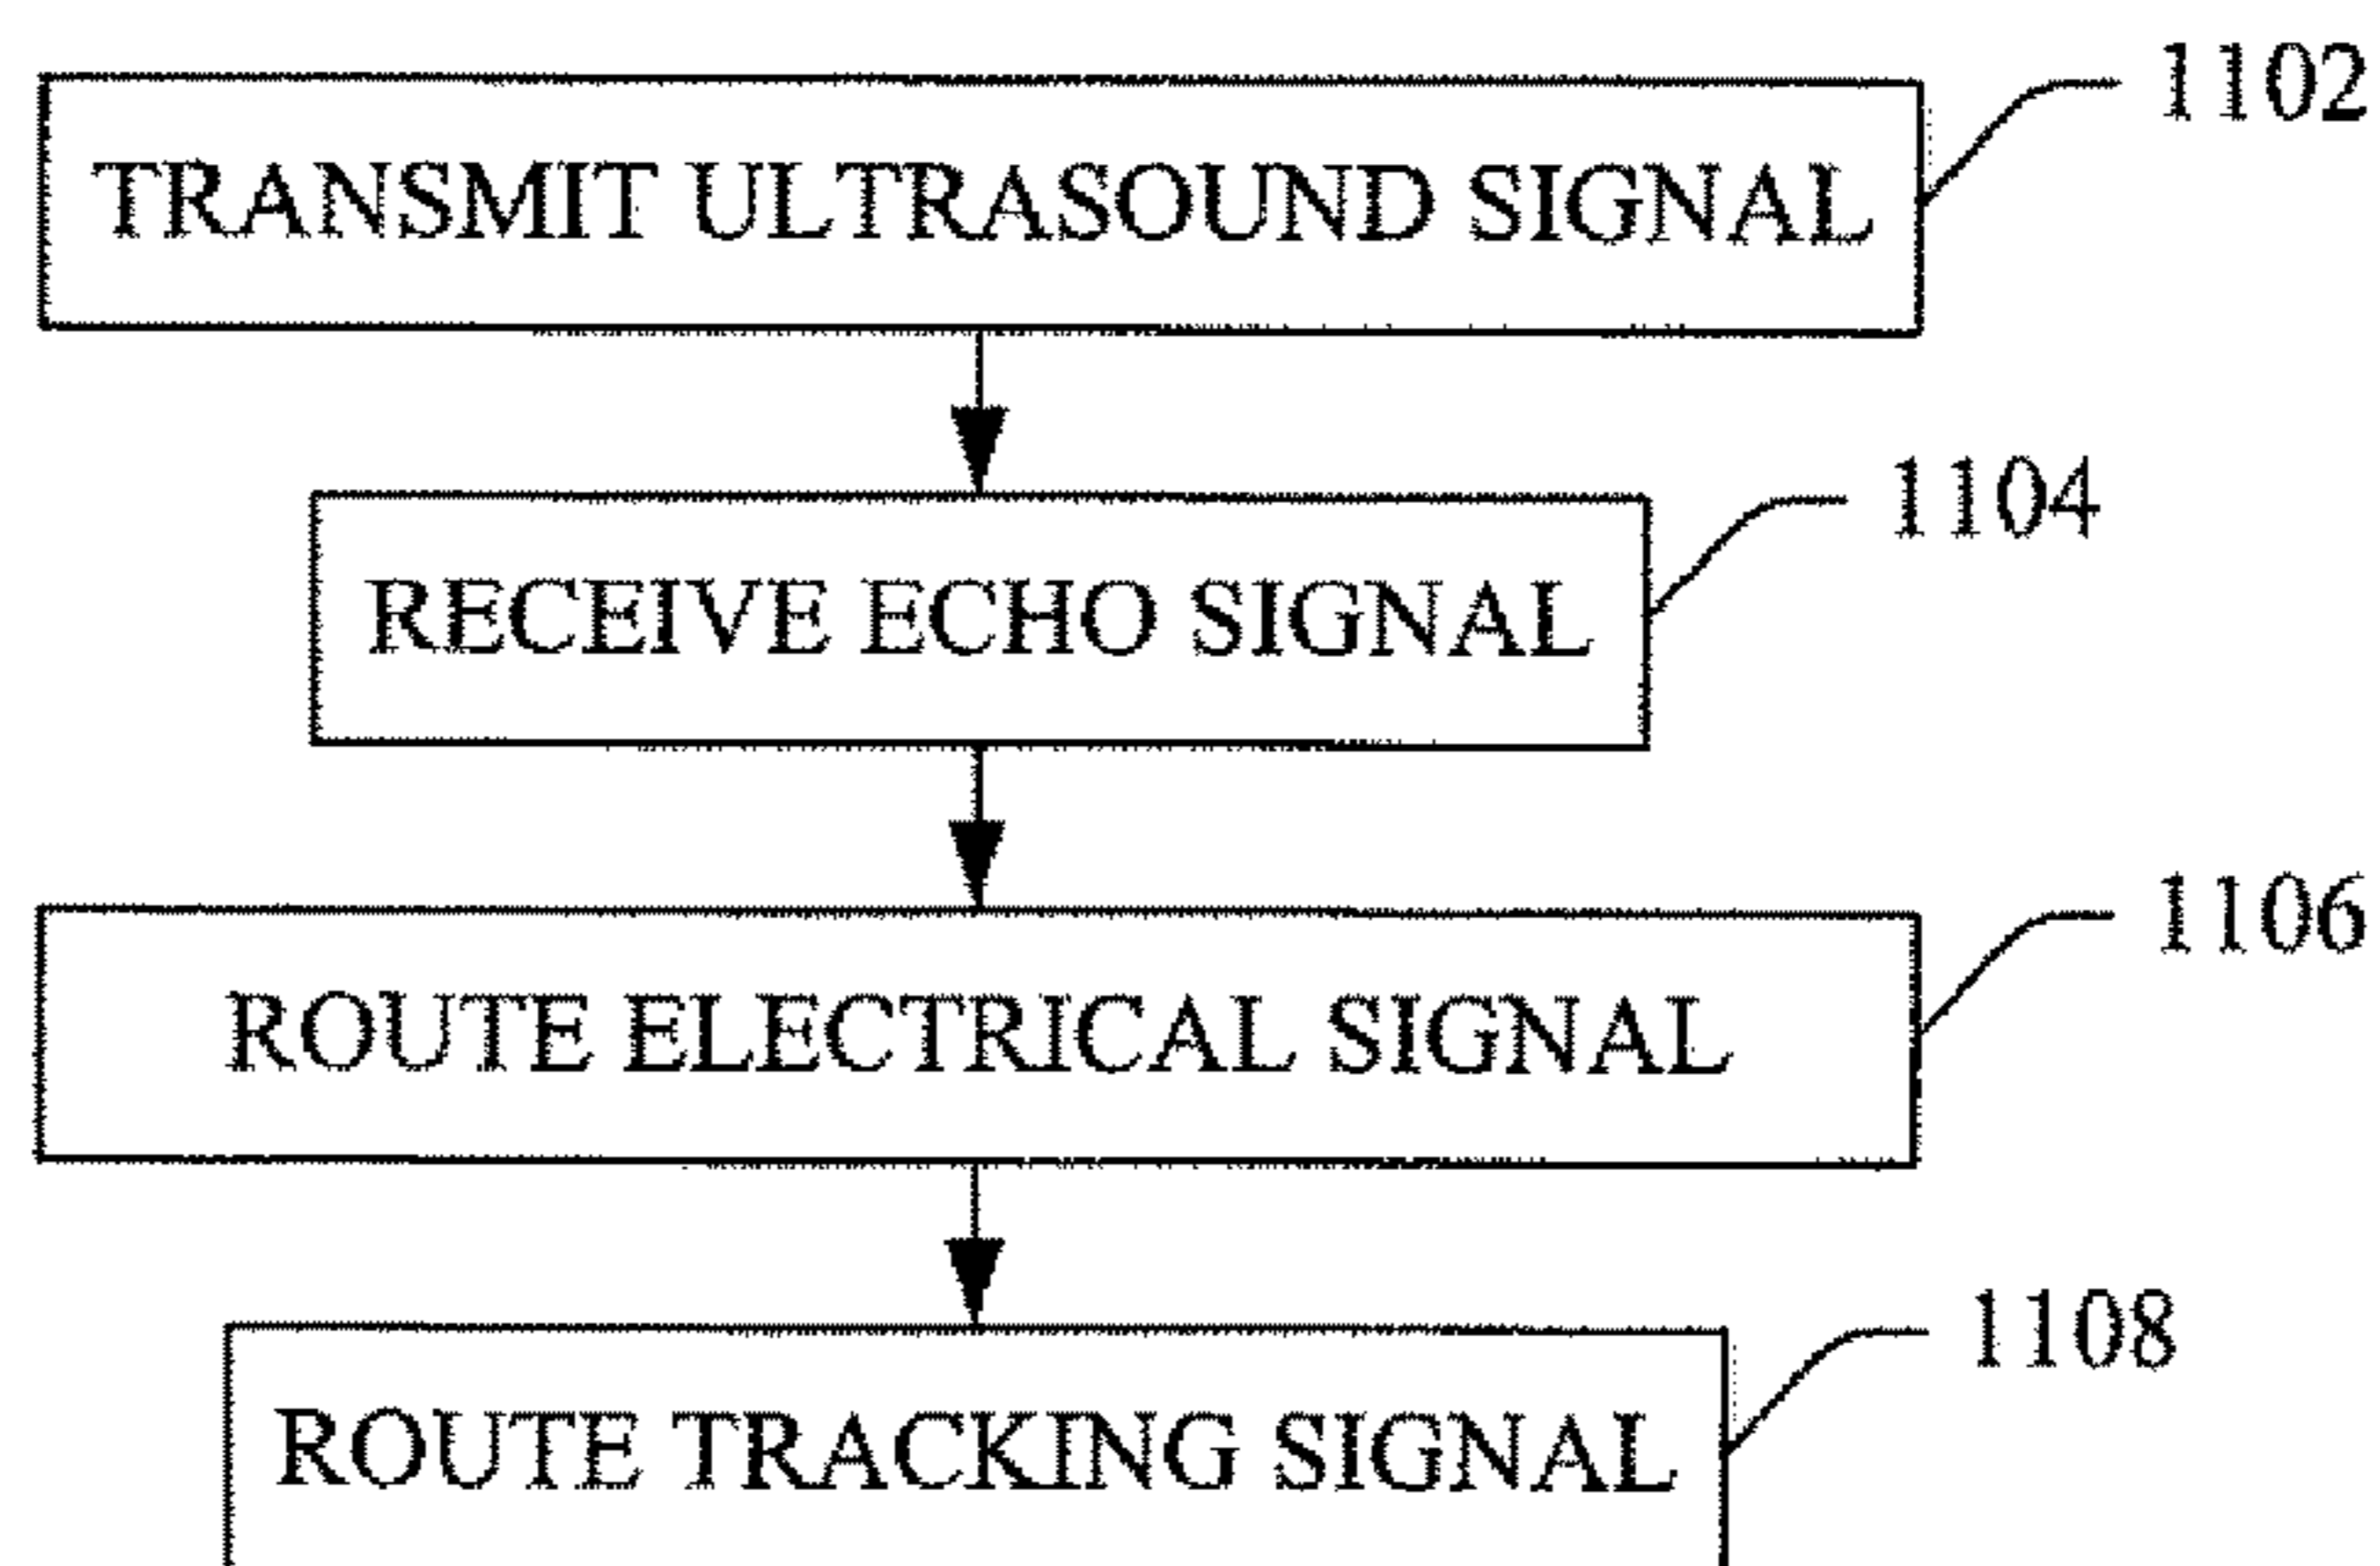 1102
TRANSMIT ULTRASOUND SIGNAL
1104
RECEIVE ECHO SIGNAL
1106
ROUTE ELECTRICAL SIGNAL
1108
ROUTE TRACKING SIGNAL